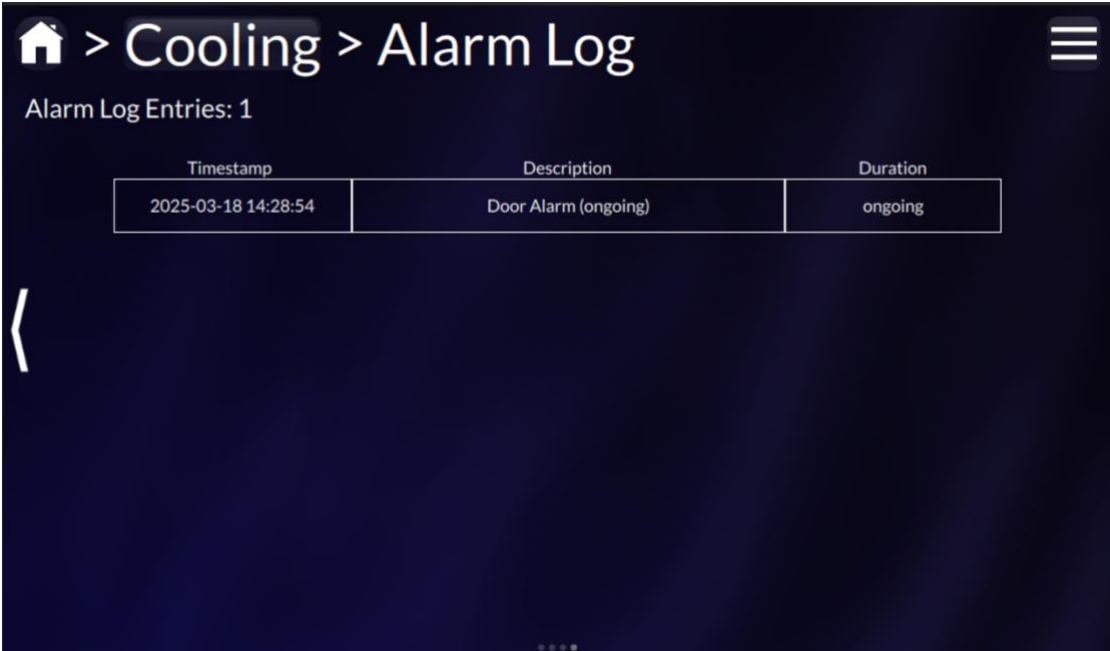 > Cooling > Alarm Log
Alarm Log Entries: 1
Timestamp Description Duration
2025-03-18 14:28:54 Door Alarm (ongoing) ongoing